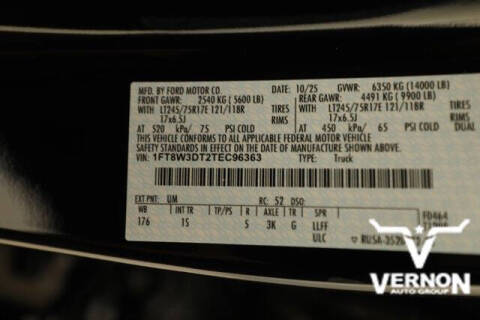 MFD. BY FORD MOTOR CO. 10/25 GVWR: 6350 KG (14000 LB)
FRONT GAWR: 2540 KG (5600 LB) REAR GAWR: 4491 KG (9900 LB)
WITH LT245/75R17E 121/118R TIRES WITH LT245/75R17E 121/118R TIRES
17x6.5J RIMS 17x6.5J RIMS
AT 520 kPa/ 75 PSI COLD AT 450 kPa/ 65 PSI COLD DUAL
THIS VEHICLE CONFORMS TO ALL APPLICABLE FEDERAL MOTOR VEHICLE
SAFETY STANDARDS IN EFFECT ON THE DATE OF MANUFACTURE SHOWN ABOVE.
VIN: 1FT8W3DT2TEC96363 TYPE: Truck
EXT PNT: UM RC: 52 DSO:
WB INT TR TP/PS R AXLE TR SPR FD464
176 1S 5 3K G LLFF
ULC
VERNON
AUTO GROUP